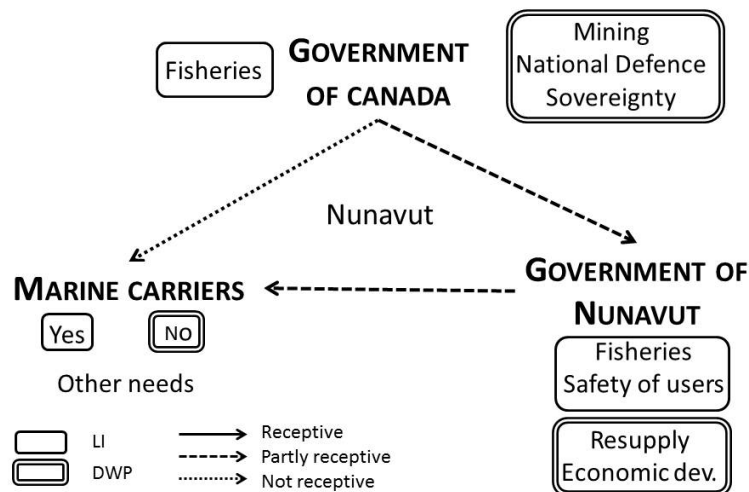 Fisheries
GOVERNMENT
OF CANADA
Mining
National Defence
Sovereignty
Nunavut
MARINE CARRIERS
Yes
No
Other needs
GOVERNMENT OF
NUNAVUT
Fisheries
Safety of users
Resupply
Economic dev.
LI
DWP
Receptive
Partly receptive
Not receptive